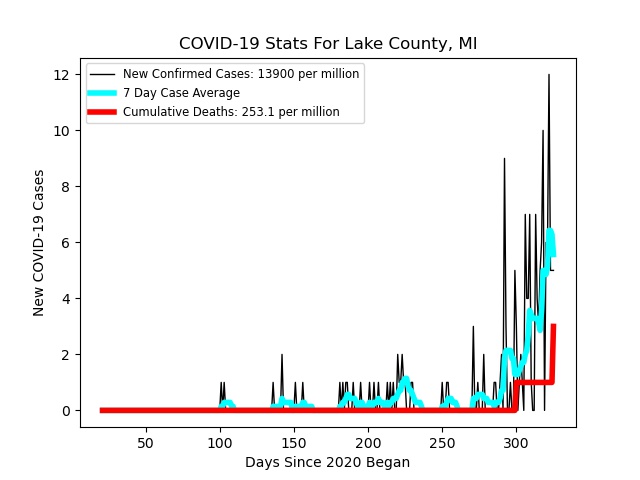 COVID-19 Stats For Lake County, MI
New Confirmed Cases: 13900 per million
7 Day Case Average
Cumulative Deaths: 253.1 per million
New COVID-19 Cases
12
10
8
6
4
2
0
50 100 150 200 250 300
Days Since 2020 Began